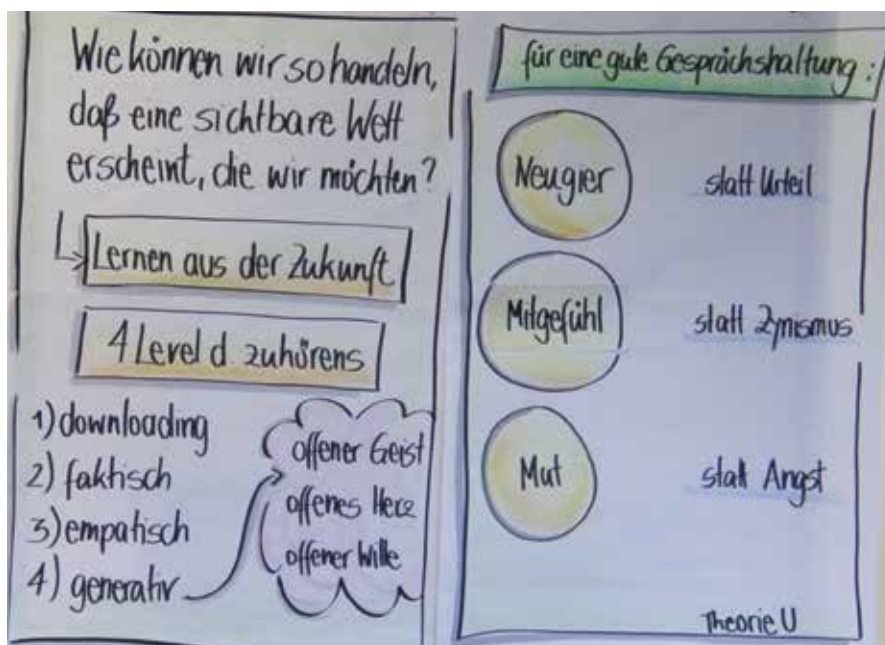 Wie können wir so handeln,
daß eine sichtbare Welt
erscheint, die wir möchten?
Lernen aus der Zukunft
4 Level d. zuhörens
1) downloading
2) faktisch
3) empatisch
4) generativ
offener Geist
offenes Herz
offener Wille
für eine gute Gesprächshaltung:
Neugier statt Urteil
Mitgefühl statt Zynismus
Mut statt Angst
Theorie U